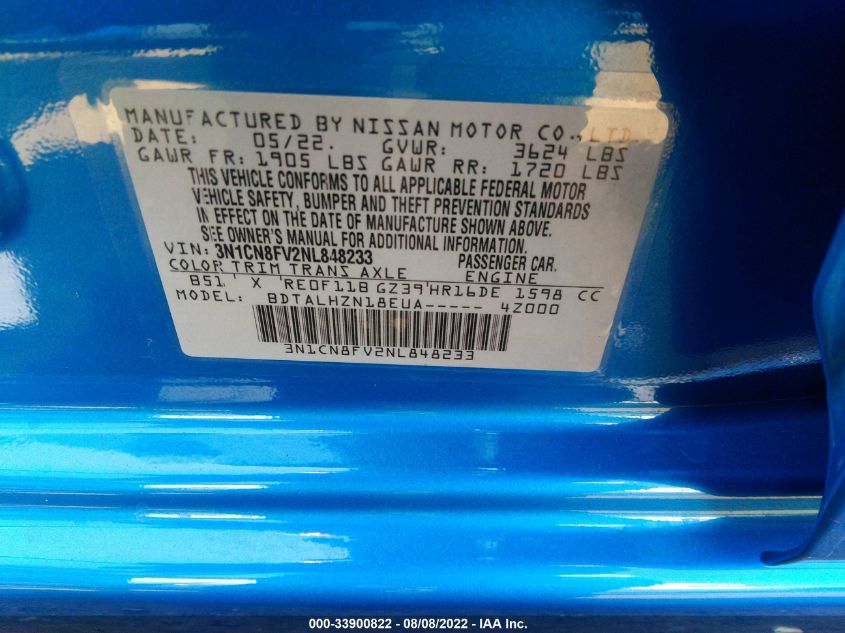 MANUFACTURED BY NISSAN MOTOR CO., LTD.
DATE: 05/22. GVWR: 3624 LBS
GAWR FR: 1905 LBS GAWR RR: 1720 LBS
THIS VEHICLE CONFORMS TO ALL APPLICABLE FEDERAL MOTOR
VEHICLE SAFETY, BUMPER AND THEFT PREVENTION STANDARDS
IN EFFECT ON THE DATE OF MANUFACTURE SHOWN ABOVE.
SEE OWNER'S MANUAL FOR ADDITIONAL INFORMATION.
VIN: 3N1CN8FV2NL848233 PASSENGER CAR.
COLOR TRIM TRANS AXLE ENGINE
B51 X 'RE0F11B GZ39'HR16DE 1598 CC
MODEL: BDTALHZN18EUA----- 4Z000
3N1CN8FV2NL848233
000-33900822 - 08/08/2022 - IAA Inc.